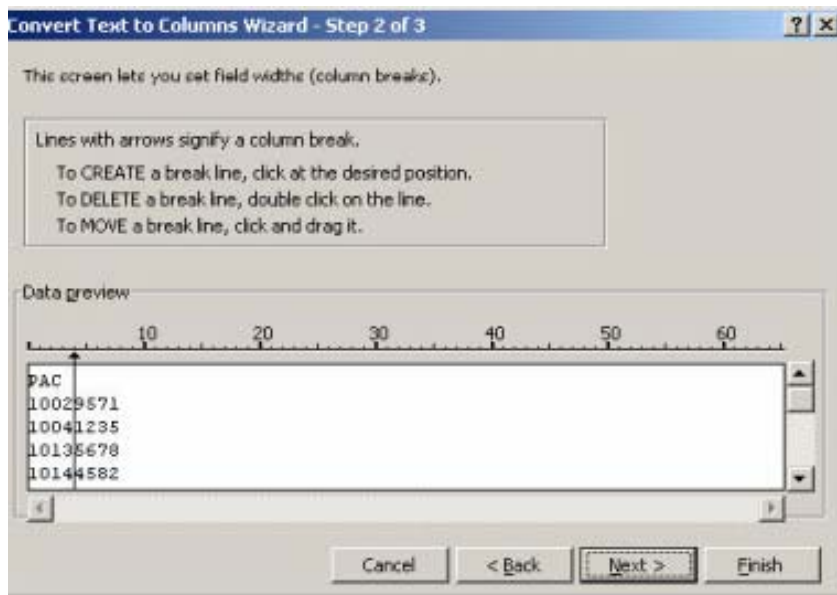 Convert Text to Columns Wizard - Step 2 of 3
This screen lets you set field widths (column breaks).
Lines with arrows signify a column break.
To CREATE a break line, click at the desired position.
To DELETE a break line, double click on the line.
To MOVE a break line, click and drag it.
Data preview
10 20 30 40 50 60
PAC
10029571
10041235
10135678
10144582
Cancel < Back Next > Finish